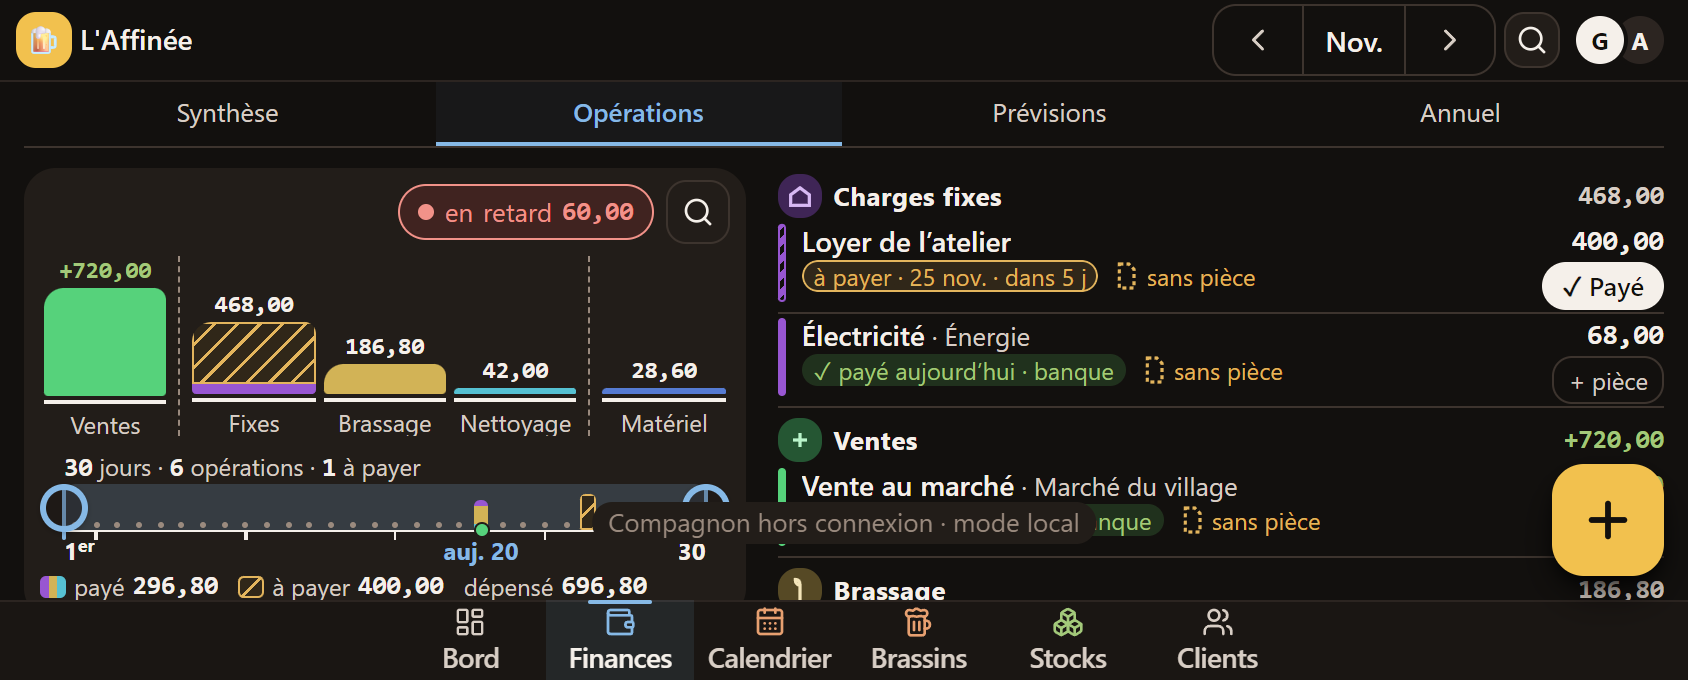 L'Affinée
Nov.
G A
Synthèse Opérations Prévisions Annuel
en retard 60,00
+720,00
468,00
186,80
42,00
28,60
Ventes Fixes Brassage Nettoyage Matériel
30 jours · 6 opérations · 1 à payer
1er auj. 20 30
payé 296,80 à payer 400,00 dépensé 696,80
Charges fixes 468,00
Loyer de l’atelier 400,00
à payer · 25 nov. · dans 5 j sans pièce ✓ Payé
Électricité · Énergie 68,00
✓ payé aujourd’hui · banque sans pièce + pièce
Ventes +720,00
Vente au marché · Marché du village
nque sans pièce
Compagnon hors connexion · mode local
Brassage 186,80
Bord Finances Calendrier Brassins Stocks Clients